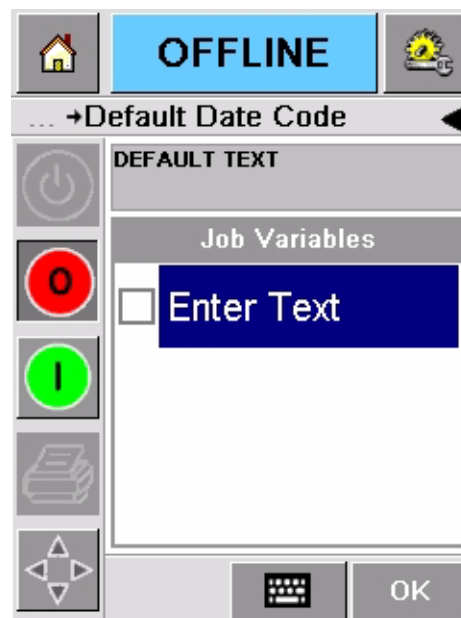 OFFLINE
... →Default Date Code
DEFAULT TEXT
Job Variables
O
Enter Text
I
OK